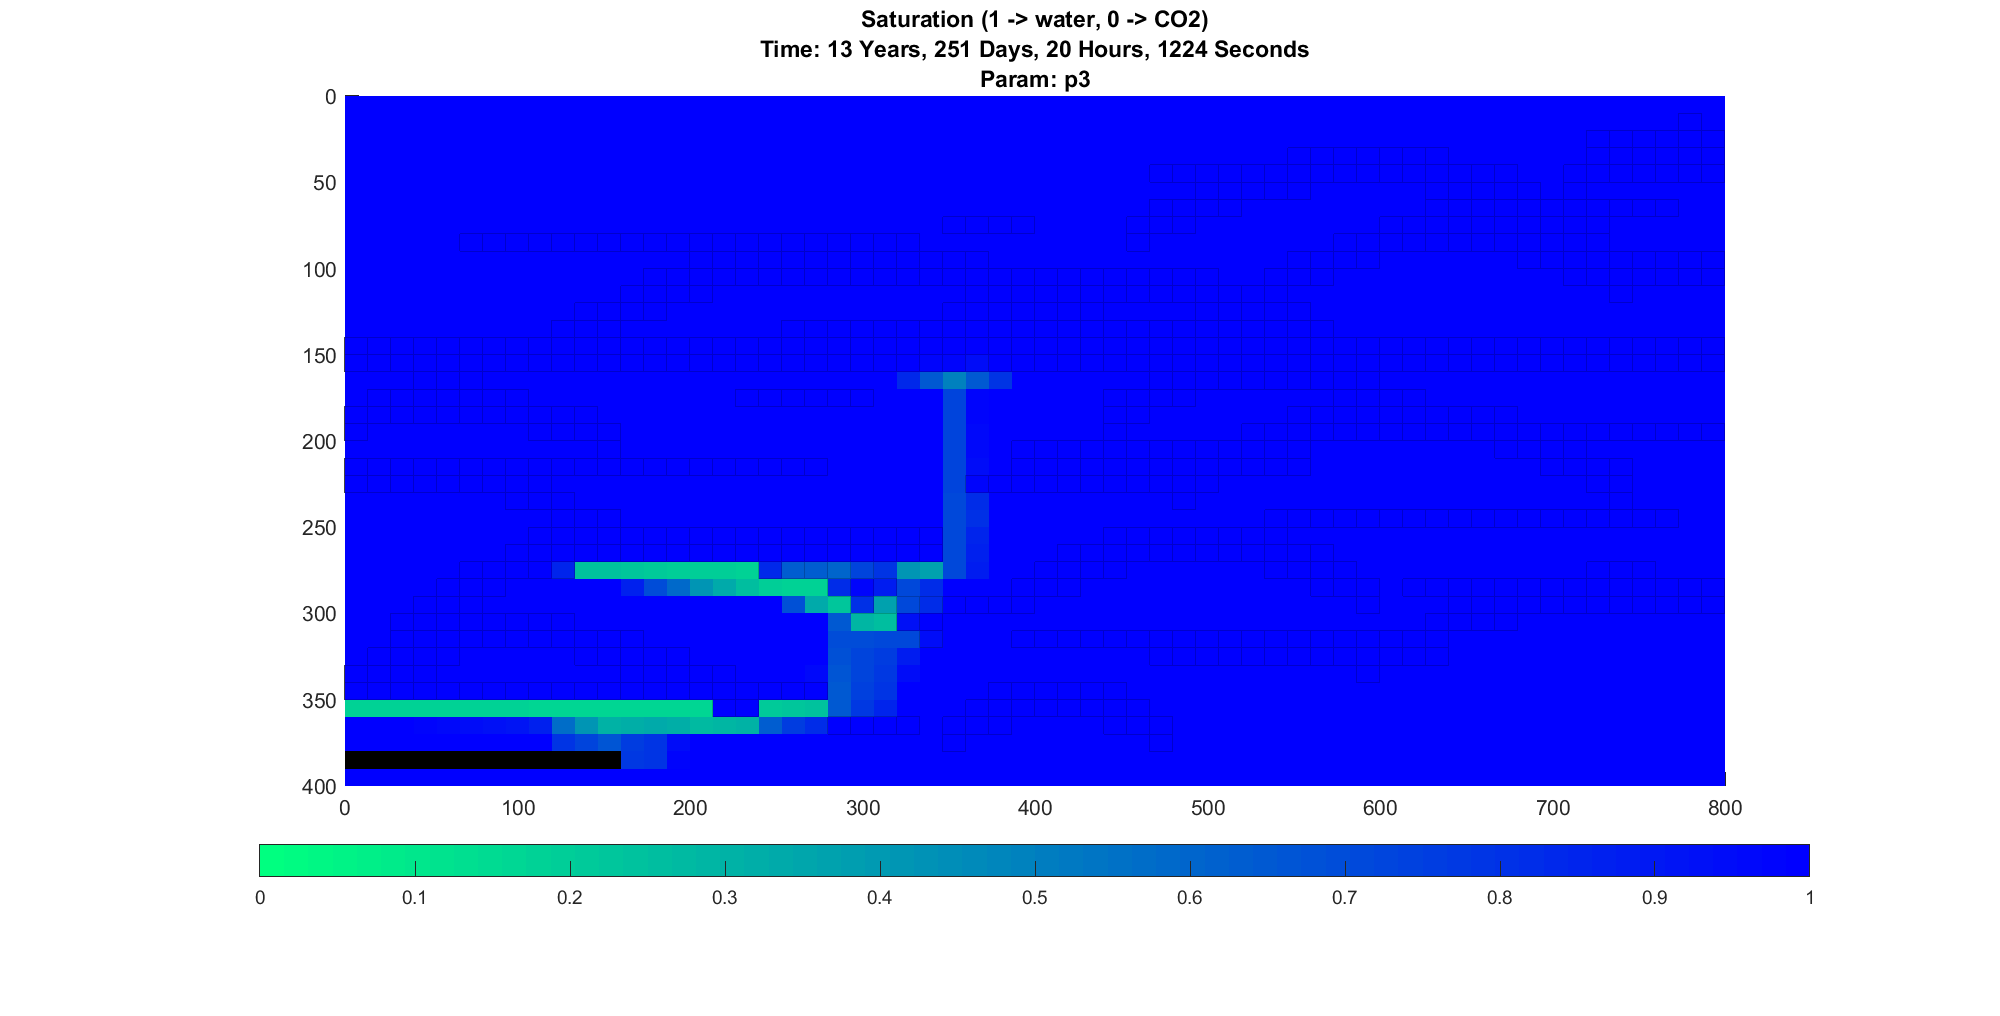 Saturation (1 -> water, 0 -> CO2)
Time: 13 Years, 251 Days, 20 Hours, 1224 Seconds
Param: p3
0
50
100
150
200
250
300
350
400
0 100 200 300 400 500 600 700 800
0 0.1 0.2 0.3 0.4 0.5 0.6 0.7 0.8 0.9 1